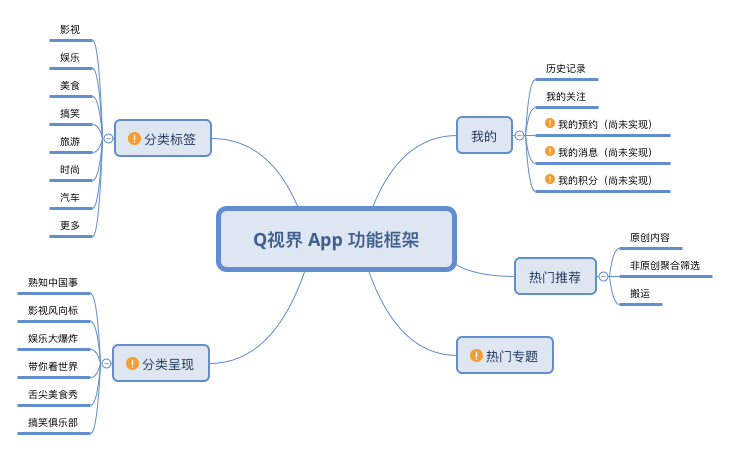 Q视界 App 功能框架
我的
历史记录
我的关注
我的预约（尚未实现）
我的消息（尚未实现）
我的积分（尚未实现）
热门推荐
原创内容
非原创聚合筛选
搬运
热门专题
分类标签
影视
娱乐
美食
搞笑
旅游
时尚
汽车
更多
分类呈现
熟知中国事
影视风向标
娱乐大爆炸
带你看世界
舌尖美食秀
搞笑俱乐部